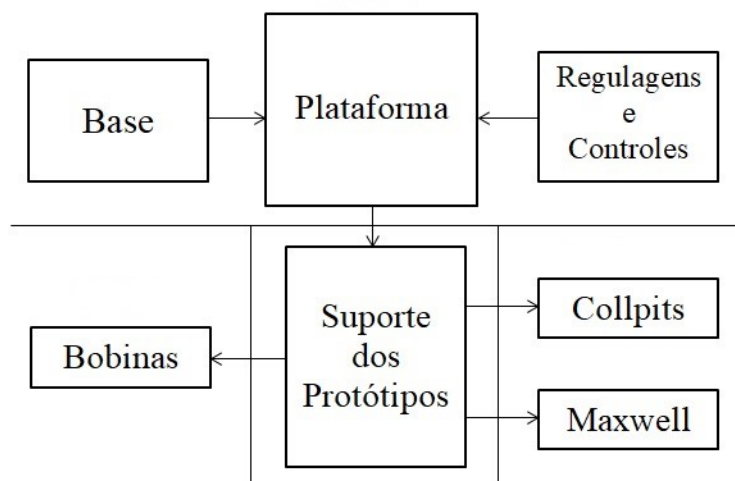 Base
Plataforma
Regulagens
e
Controles
Bobinas
Suporte
dos
Protótipos
Collpits
Maxwell